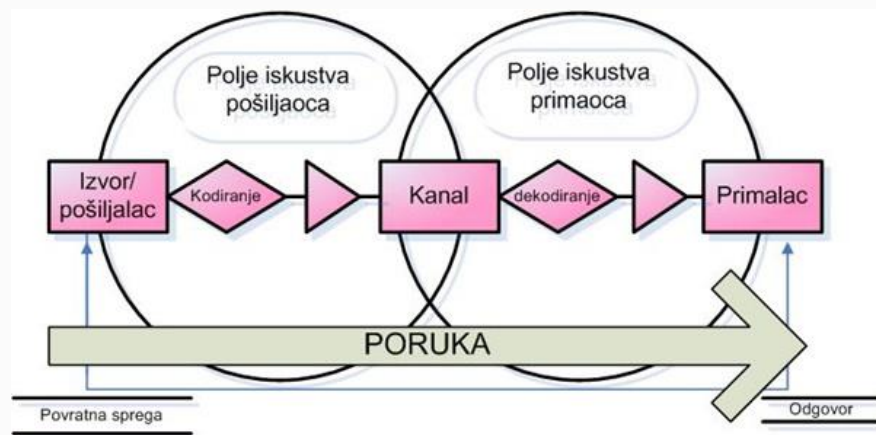 Polje iskustva
pošiljaoca
Polje iskustva
primaoca
Izvor/
pošiljalac
Kodiranje
Kanal
dekodiranje
Primalac
PORUKA
Povratna sprega
Odgovor